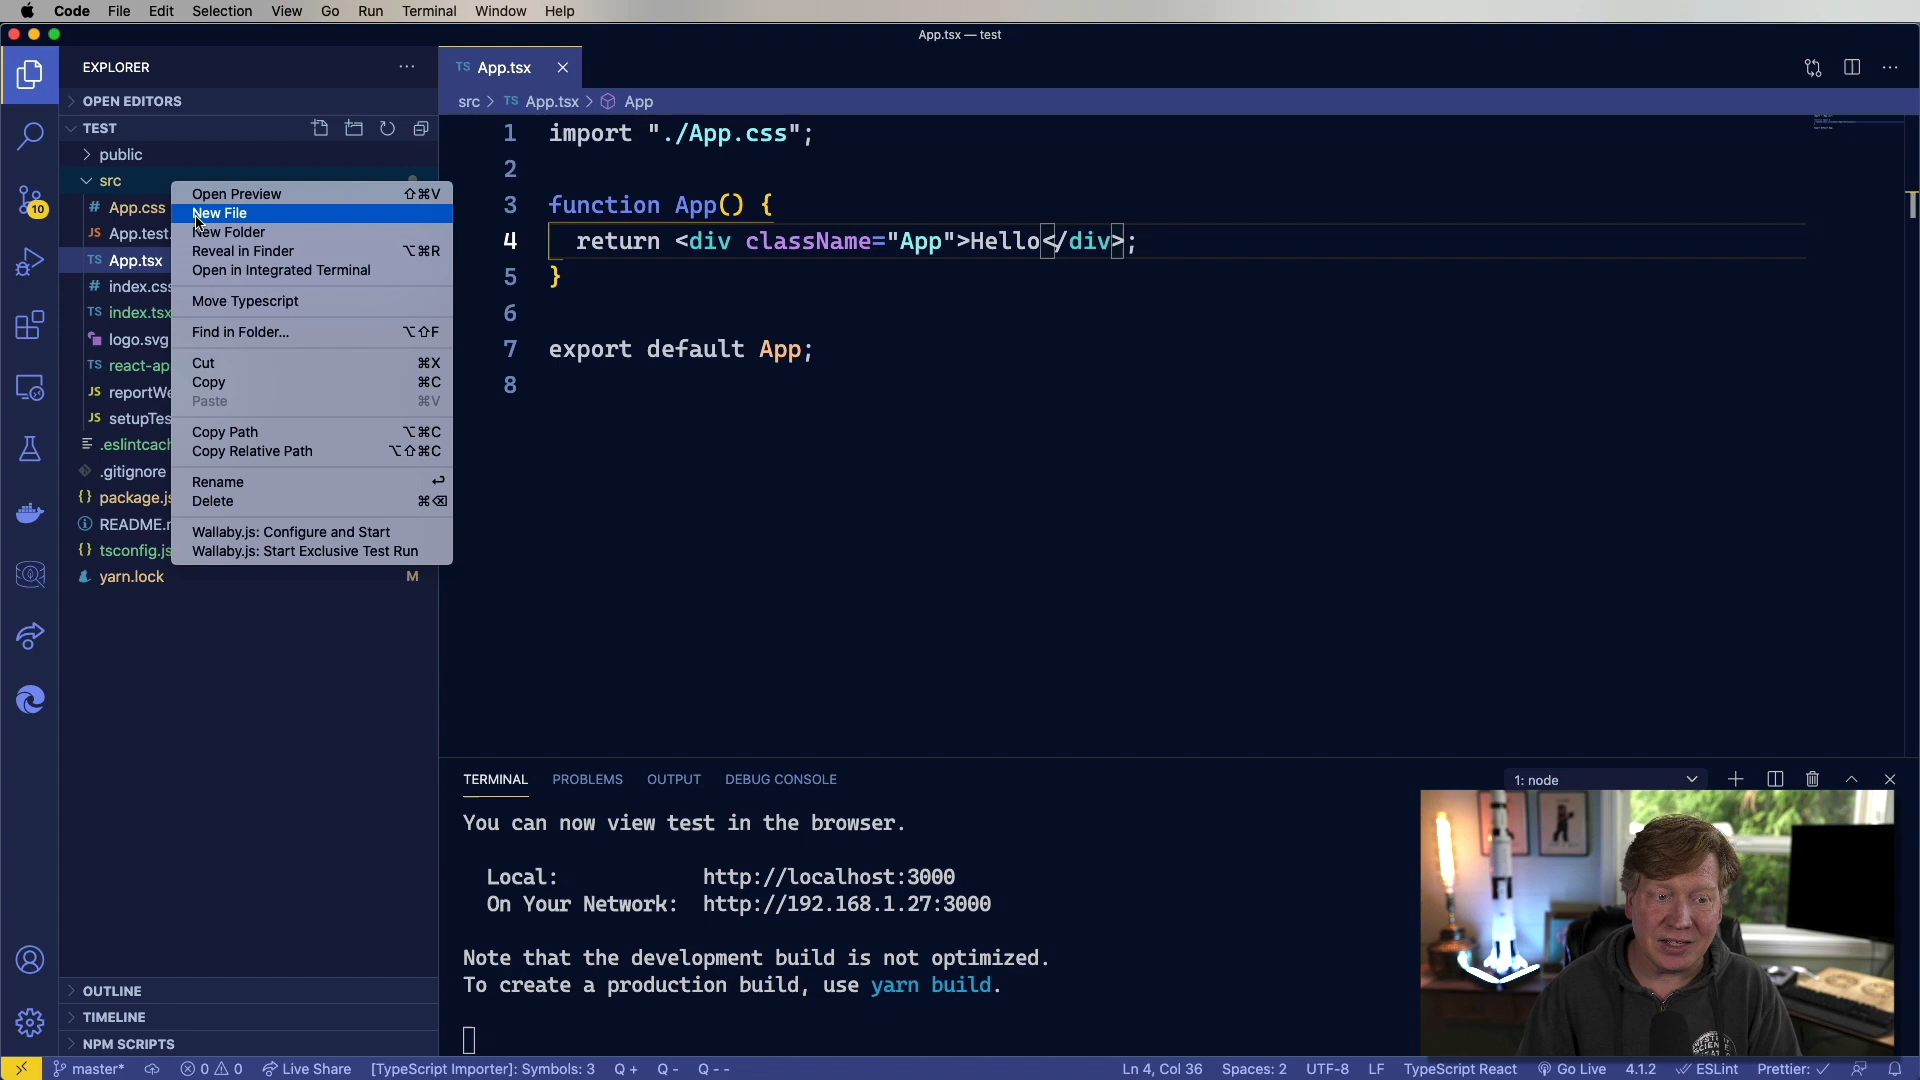 Code File Edit Selection View Go Run Terminal Window Help
App.tsx — test
EXPLORER
OPEN EDITORS
TEST
public
src
# App.css
JS App.test.
TS App.tsx
# index.css
TS index.tsx
logo.svg
TS react-ap
JS reportWe
JS setupTes
.eslintcach
.gitignore
{} package.js
README.m
{} tsconfig.js
yarn.lock M
OUTLINE
TIMELINE
NPM SCRIPTS
10
Open Preview ⇧⌘V
New File
New Folder
Reveal in Finder ⌥⌘R
Open in Integrated Terminal
Move Typescript
Find in Folder... ⌥⇧F
Cut ⌘X
Copy ⌘C
Paste ⌘V
Copy Path ⌥⌘C
Copy Relative Path ⌥⇧⌘C
Rename ↩
Delete ⌘⌫
Wallaby.js: Configure and Start
Wallaby.js: Start Exclusive Test Run
TS App.tsx
src > TS App.tsx > App
1 import "./App.css";
2
3 function App() {
4 return <div className="App">Hello</div>;
5 }
6
7 export default App;
8
TERMINAL PROBLEMS OUTPUT DEBUG CONSOLE
1: node
You can now view test in the browser.
Local: http://localhost:3000
On Your Network: http://192.168.1.27:3000
Note that the development build is not optimized.
To create a production build, use yarn build.
master* 0 0 Live Share [TypeScript Importer]: Symbols: 3 Q + Q - Q - -
Ln 4, Col 36 Spaces: 2 UTF-8 LF TypeScript React Go Live 4.1.2 ESLint Prettier: ✓